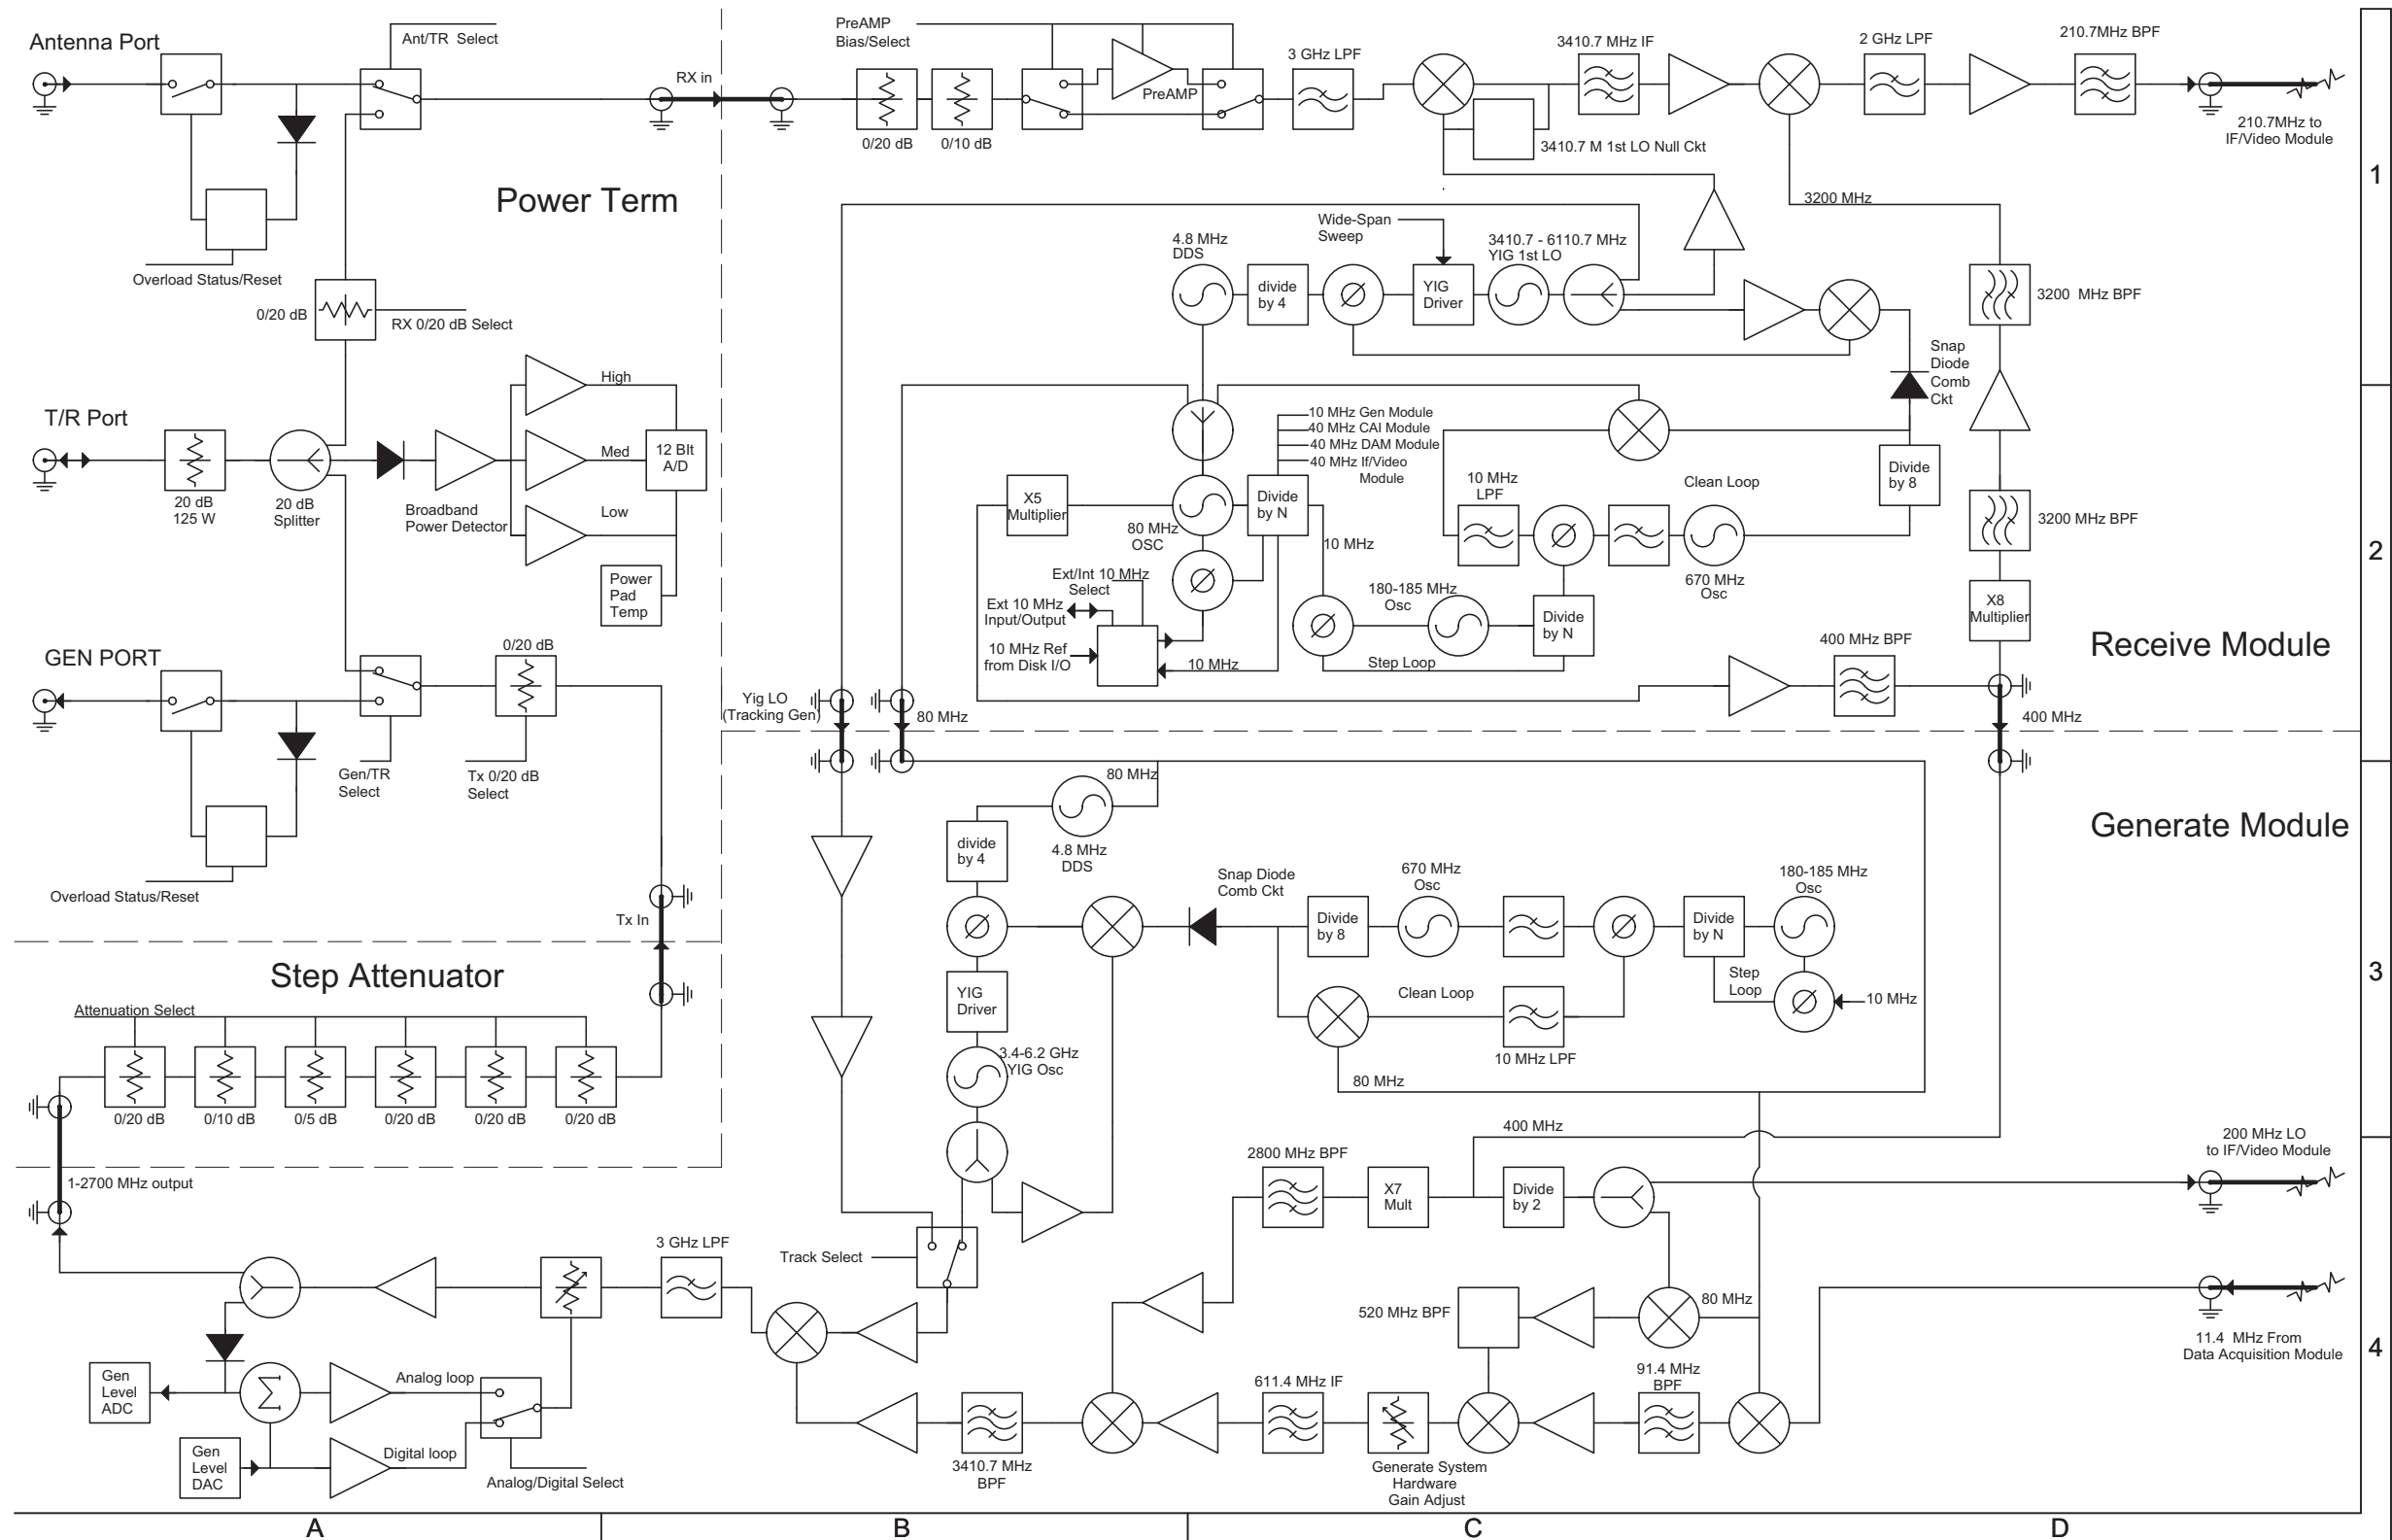 Antenna Port
Ant/TR Select
Overload Status/Reset
Power Term
RX in
0/20 dB
RX 0/20 dB Select
T/R Port
20 dB
125 W
20 dB
Splitter
Broadband
Power Detector
High
Med
Low
12 BIt
A/D
Power
Pad
Temp
GEN PORT
0/20 dB
Gen/TR
Select
Tx 0/20 dB
Select
Overload Status/Reset
Tx In
PreAMP
Bias/Select
0/20 dB
0/10 dB
PreAMP
3 GHz LPF
3410.7 MHz IF
3410.7 M 1st LO Null Ckt
2 GHz LPF
210.7MHz BPF
210.7MHz to
IF/Video Module
3200 MHz
Wide-Span
Sweep
4.8 MHz
DDS
divide
by 4
YIG
Driver
3410.7 - 6110.7 MHz
YIG 1st LO
3200 MHz BPF
Snap
Diode
Comb
Ckt
10 MHz Gen Module
40 MHz CAI Module
40 MHz DAM Module
40 MHz If/Video
Module
X5
Multiplier
80 MHz
OSC
Divide
by N
10 MHz
10 MHz
LPF
Clean Loop
670 MHz
Osc
Divide
by 8
3200 MHz BPF
X8
Multiplier
Ext/Int 10 MHz
Select
Ext 10 MHz
Input/Output
10 MHz Ref
from Disk I/O
10 MHz
180-185 MHz
Osc
Step Loop
Divide
by N
400 MHz BPF
Receive Module
Yig LO
(Tracking Gen)
80 MHz
400 MHz
Generate Module
80 MHz
4.8 MHz
DDS
divide
by 4
YIG
Driver
3.4-6.2 GHz
YIG Osc
Snap Diode
Comb Ckt
Divide
by 8
670 MHz
Osc
Divide
by N
180-185 MHz
Osc
Step
Loop
10 MHz
Clean Loop
10 MHz LPF
80 MHz
Step Attenuator
Attenuation Select
0/20 dB
0/10 dB
0/5 dB
0/20 dB
0/20 dB
0/20 dB
1-2700 MHz output
400 MHz
2800 MHz BPF
X7
Mult
Divide
by 2
200 MHz LO
to IF/Video Module
Track Select
3 GHz LPF
520 MHz BPF
80 MHz
11.4 MHz From
Data Acquisition Module
Gen
Level
ADC
Gen
Level
DAC
Analog loop
Digital loop
Analog/Digital Select
3410.7 MHz
BPF
611.4 MHz IF
Generate System
Hardware
Gain Adjust
91.4 MHz
BPF
1
2
3
4
A
B
C
D